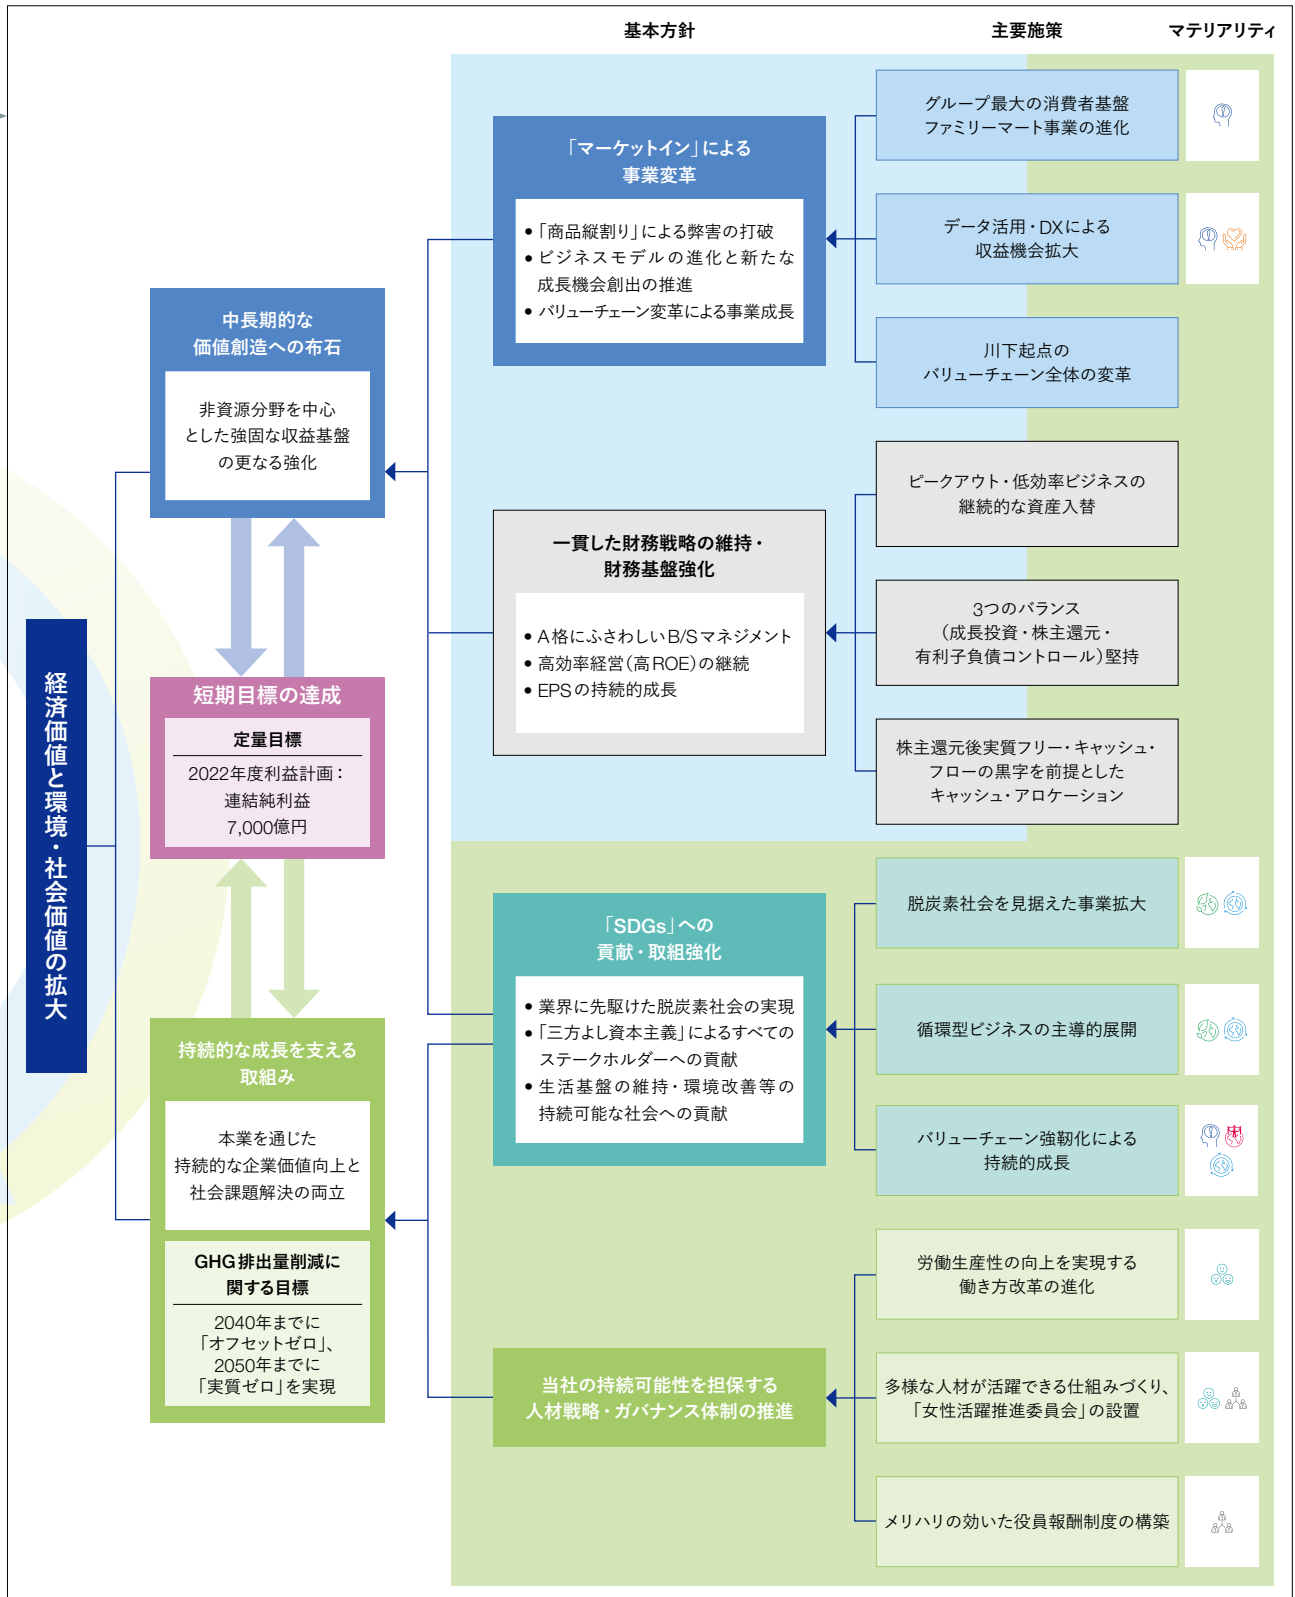 基本方針
主要施策
マテリアリティ
経済価値と環境・社会価値の拡大
中長期的な
価値創造への布石
非資源分野を中心
とした強固な収益基盤
の更なる強化
短期目標の達成
定量目標
2022年度利益計画：
連結純利益
7,000億円
持続的な成長を支える
取組み
本業を通じた
持続的な企業価値向上と
社会課題解決の両立
GHG排出量削減に
関する目標
2040年までに
「オフセットゼロ」、
2050年までに
「実質ゼロ」を実現
「マーケットイン」による
事業変革
• 「商品縦割り」による弊害の打破
• ビジネスモデルの進化と新たな
成長機会創出の推進
• バリューチェーン変革による事業成長
グループ最大の消費者基盤
ファミリーマート事業の進化
データ活用・DXによる
収益機会拡大
川下起点の
バリューチェーン全体の変革
一貫した財務戦略の維持・
財務基盤強化
• A格にふさわしいB/Sマネジメント
• 高効率経営（高ROE）の継続
• EPSの持続的成長
ピークアウト・低効率ビジネスの
継続的な資産入替
3つのバランス
（成長投資・株主還元・
有利子負債コントロール）堅持
株主還元後実質フリー・キャッシュ・
フローの黒字を前提とした
キャッシュ・アロケーション
「SDGs」への
貢献・取組強化
• 業界に先駆けた脱炭素社会の実現
• 「三方よし資本主義」によるすべての
ステークホルダーへの貢献
• 生活基盤の維持・環境改善等の
持続可能な社会への貢献
脱炭素社会を見据えた事業拡大
循環型ビジネスの主導的展開
バリューチェーン強靭化による
持続的成長
当社の持続可能性を担保する
人材戦略・ガバナンス体制の推進
労働生産性の向上を実現する
働き方改革の進化
多様な人材が活躍できる仕組みづくり、
「女性活躍推進委員会」の設置
メリハリの効いた役員報酬制度の構築